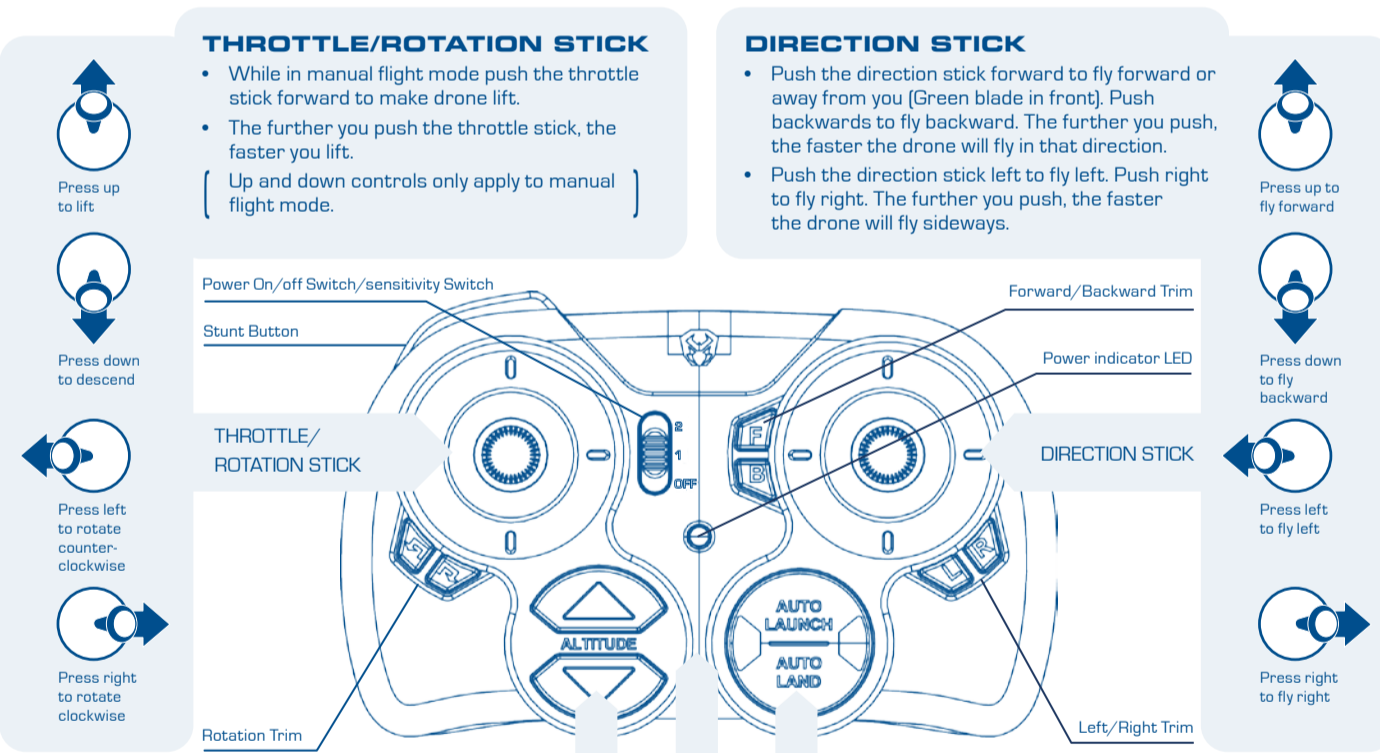 THROTTLE/ROTATION STICK
• While in manual flight mode push the throttle
stick forward to make drone lift.
• The further you push the throttle stick, the
faster you lift.
[ Up and down controls only apply to manual
flight mode. ]
DIRECTION STICK
• Push the direction stick forward to fly forward or
away from you (Green blade in front). Push
backwards to fly backward. The further you push,
the faster the drone will fly in that direction.
• Push the direction stick left to fly left. Push right
to fly right. The further you push, the faster
the drone will fly sideways.
Press up
to lift
Press down
to descend
Press left
to rotate
counter-
clockwise
Press right
to rotate
clockwise
Power On/off Switch/sensitivity Switch
Stunt Button
THROTTLE/
ROTATION STICK
Rotation Trim
2
1
OFF
F
B
R
L
R
ALTITUDE
AUTO
LAUNCH
AUTO
LAND
Forward/Backward Trim
Power indicator LED
DIRECTION STICK
Left/Right Trim
Press up to
fly forward
Press down
to fly
backward
Press left
to fly left
Press right
to fly right